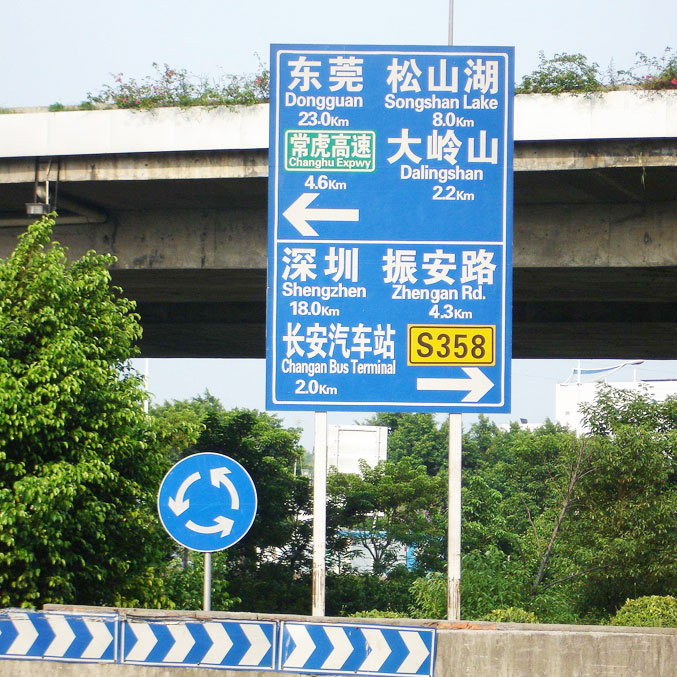 东莞 松山湖
Dongguan Songshan Lake
23.0Km 8.0Km
常虎高速 大岭山
Changhu Expwy Dalingshan
4.6Km 2.2Km
深圳 振安路
Shengzhen Zhengan Rd.
18.0Km 4.3Km
长安汽车站 S358
Changan Bus Terminal
2.0Km